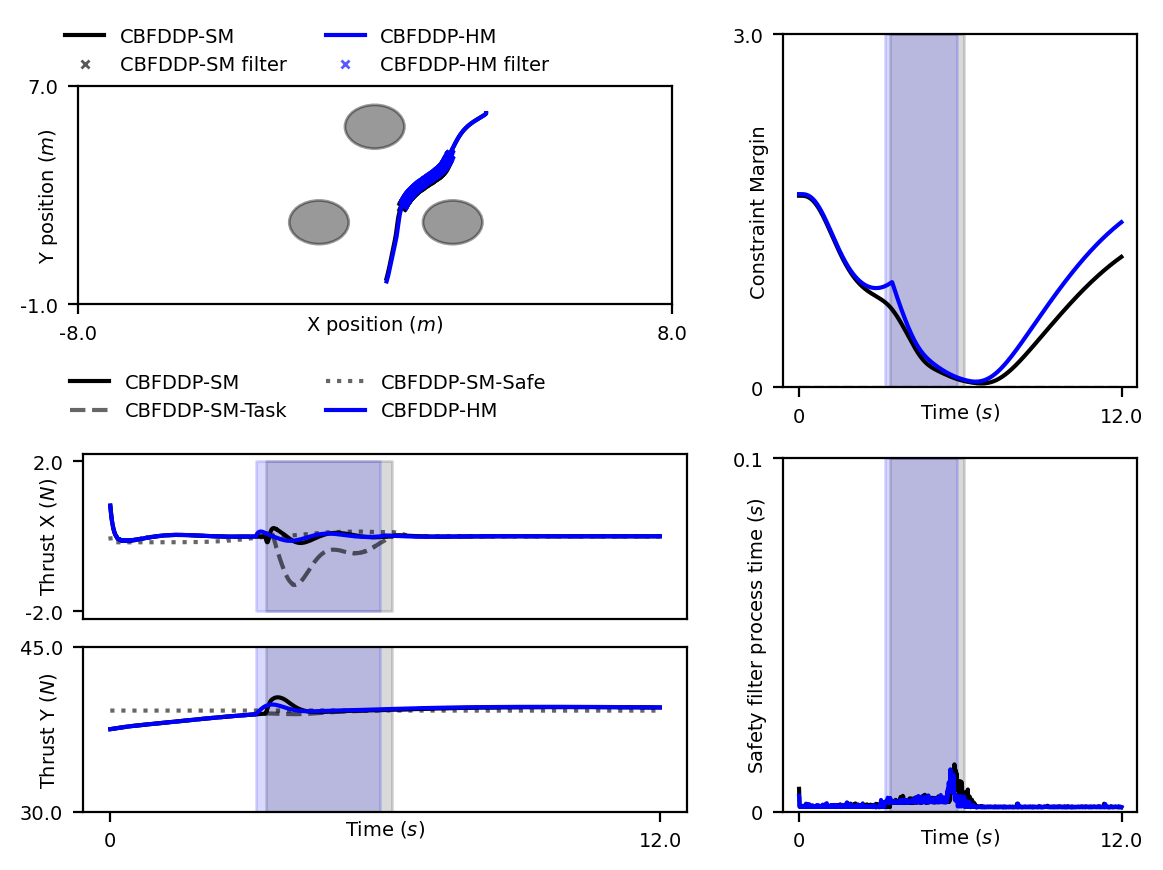 CBFDDP-SM
CBFDDP-HM
CBFDDP-SM filter
CBFDDP-HM filter
7.0
Y position (m)
-1.0
-8.0
X position (m)
8.0
3.0
Constraint Margin
0
0
Time (s)
12.0
CBFDDP-SM
CBFDDP-SM-Safe
CBFDDP-SM-Task
CBFDDP-HM
2.0
Thrust X (N)
-2.0
45.0
Thrust Y (N)
30.0
0
Time (s)
12.0
0.1
Safety filter process time (s)
0
0
Time (s)
12.0